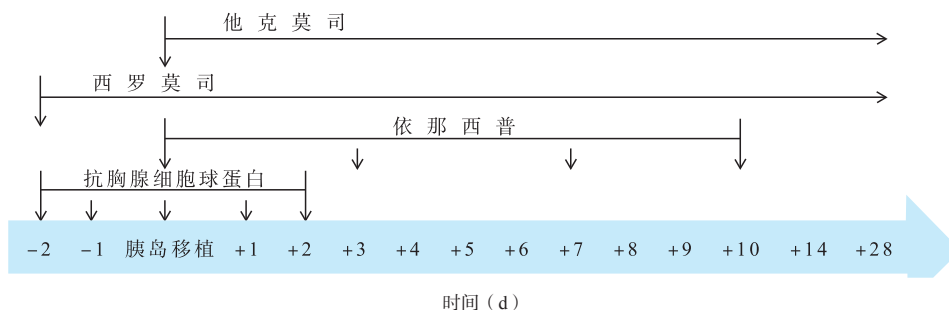 他克莫司
西罗莫司
依那西普
抗胸腺细胞球蛋白
-2 -1 胰岛移植 +1 +2 +3 +4 +5 +6 +7 +8 +9 +10 +14 +28
时间（d）